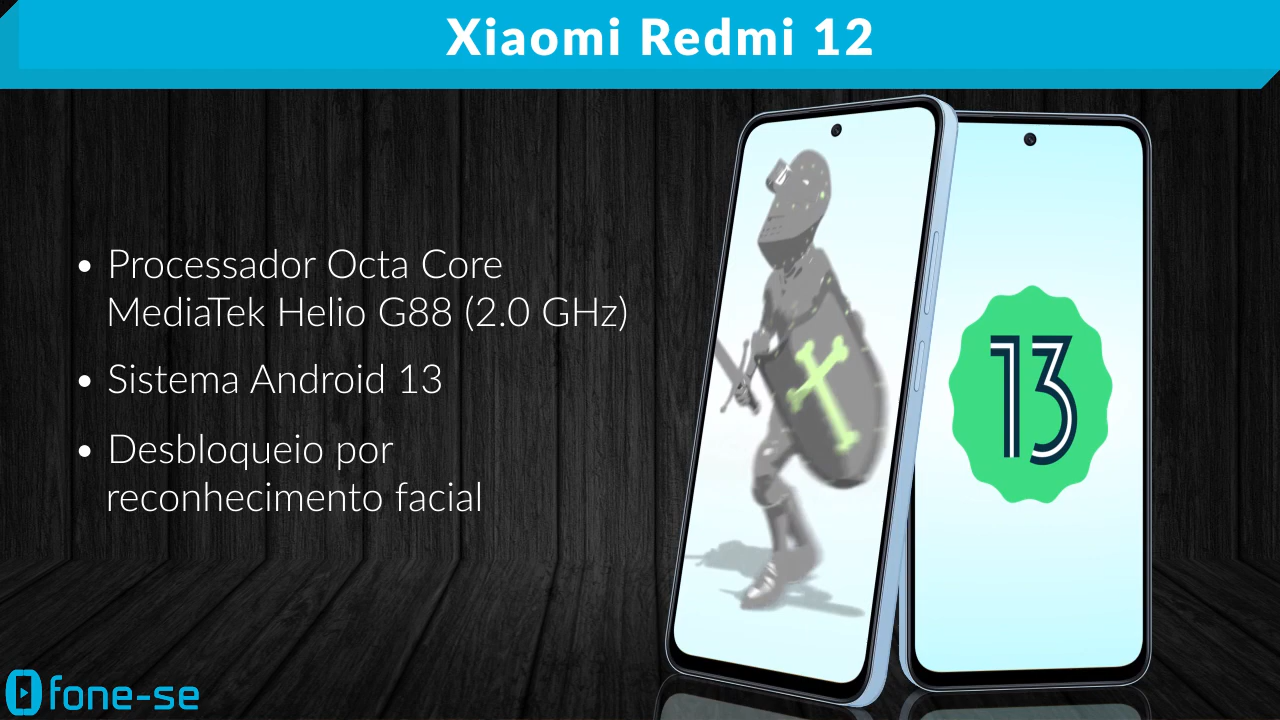 Xiaomi Redmi 12
• Processador Octa Core
MediaTek Helio G88 (2.0 GHz)
• Sistema Android 13
• Desbloqueio por
reconhecimento facial
13
fone-se